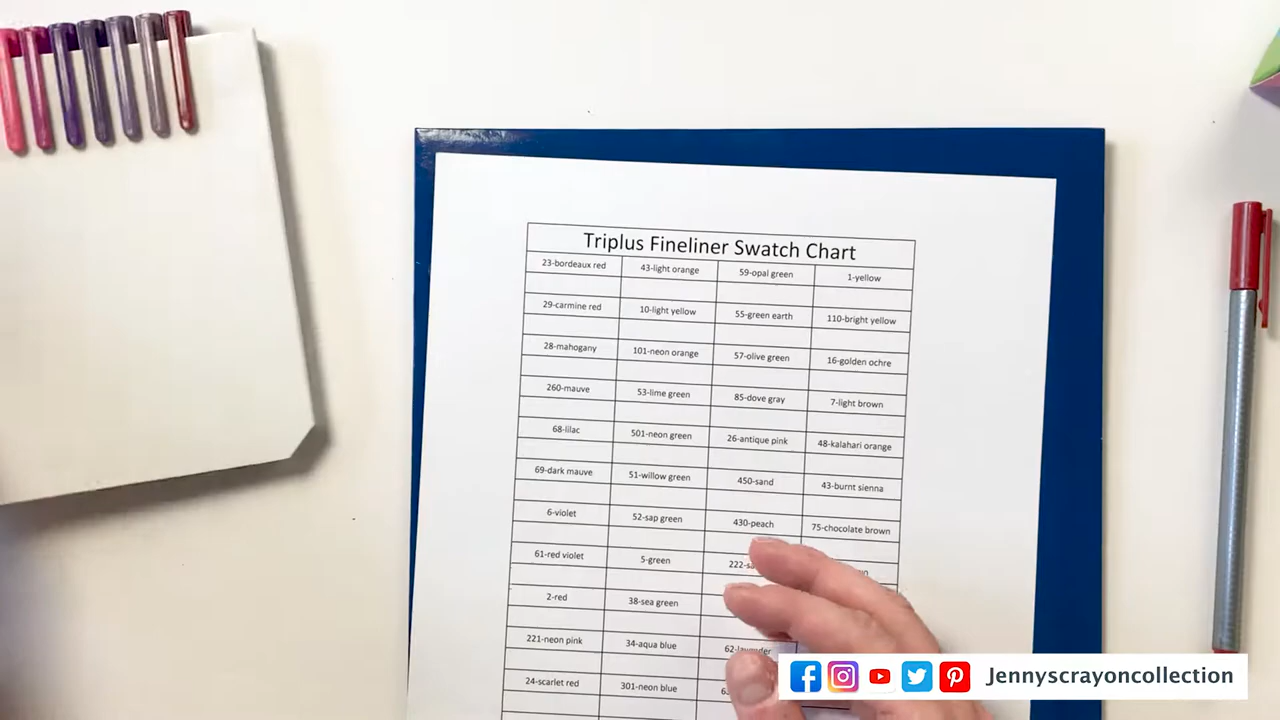 Triplus Fineliner Swatch Chart
23-bordeaux red 43-light orange 59-opal green 1-yellow
29-carmine red 10-light yellow 55-green earth 110-bright yellow
28-mahogany 101-neon orange 57-olive green 16-golden ochre
260-mauve 53-lime green 85-dove gray 7-light brown
68-lilac 501-neon green 26-antique pink 48-kalahari orange
69-dark mauve 51-willow green 450-sand 43-burnt sienna
6-violet 52-sap green 430-peach 75-chocolate brown
61-red violet 5-green
2-red 38-sea green
221-neon pink 34-aqua blue 62-lavender
24-scarlet red 301-neon blue
Jennyscrayoncollection